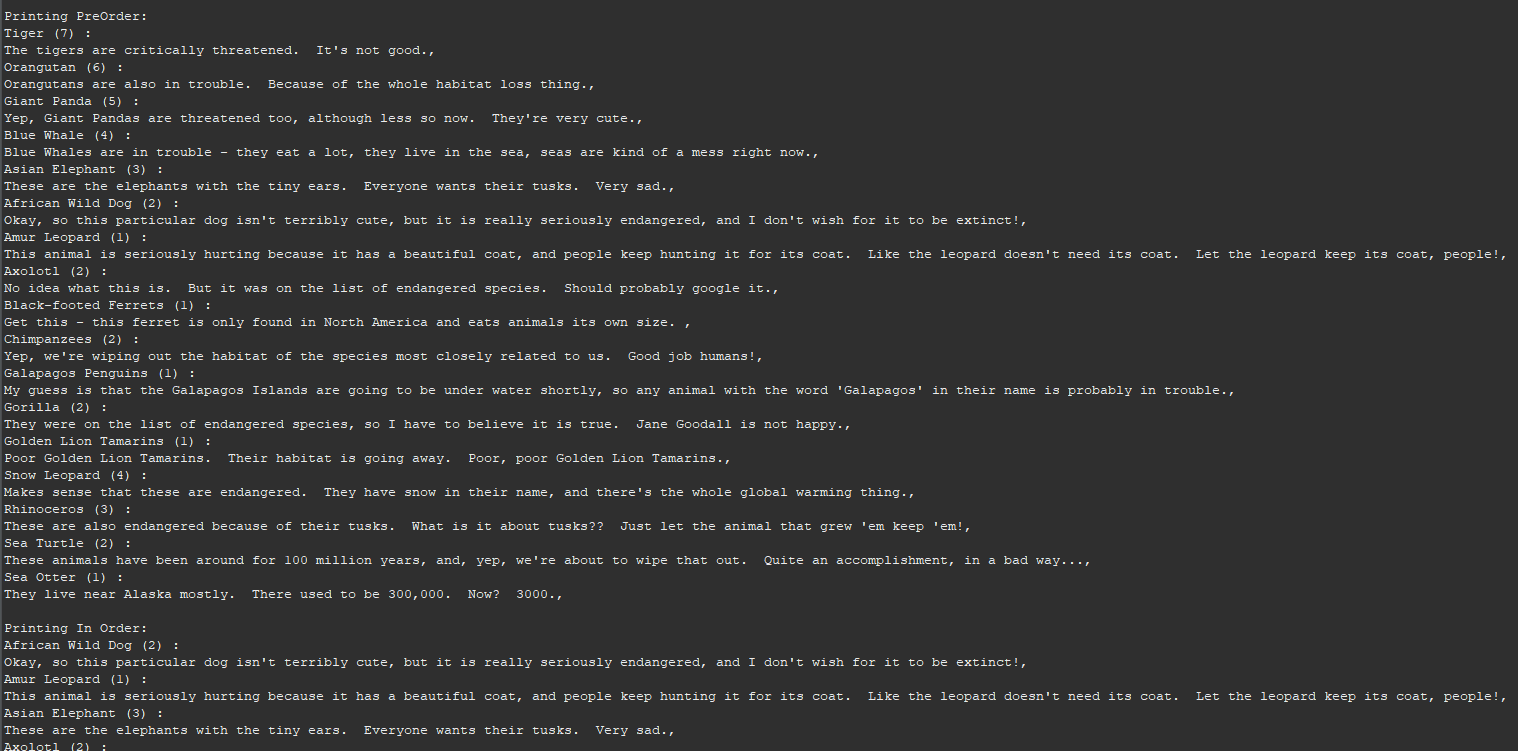 Printing PreOrder:
Tiger (7) :
The tigers are critically threatened.  It's not good.,
Orangutan (6) :
Orangutans are also in trouble.  Because of the whole habitat loss thing.,
Giant Panda (5) :
Yep, Giant Pandas are threatened too, although less so now.  They're very cute.,
Blue Whale (4) :
Blue Whales are in trouble - they eat a lot, they live in the sea, seas are kind of a mess right now.,
Asian Elephant (3) :
These are the elephants with the tiny ears.  Everyone wants their tusks.  Very sad.,
African Wild Dog (2) :
Okay, so this particular dog isn't terribly cute, but it is really seriously endangered, and I don't wish for it to be extinct!,
Amur Leopard (1) :
This animal is seriously hurting because it has a beautiful coat, and people keep hunting it for its coat.  Like the leopard doesn't need its coat.  Let the leopard keep its coat, people!,
Axolotl (2) :
No idea what this is.  But it was on the list of endangered species.  Should probably google it.,
Black-footed Ferrets (1) :
Get this - this ferret is only found in North America and eats animals its own size. ,
Chimpanzees (2) :
Yep, we're wiping out the habitat of the species most closely related to us.  Good job humans!,
Galapagos Penguins (1) :
My guess is that the Galapagos Islands are going to be under water shortly, so any animal with the word 'Galapagos' in their name is probably in trouble.,
Gorilla (2) :
They were on the list of endangered species, so I have to believe it is true.  Jane Goodall is not happy.,
Golden Lion Tamarins (1) :
Poor Golden Lion Tamarins.  Their habitat is going away.  Poor, poor Golden Lion Tamarins.,
Snow Leopard (4) :
Makes sense that these are endangered.  They have snow in their name, and there's the whole global warming thing.,
Rhinoceros (3) :
These are also endangered because of their tusks.  What is it about tusks??  Just let the animal that grew 'em keep 'em!,
Sea Turtle (2) :
These animals have been around for 100 million years, and, yep, we're about to wipe that out.  Quite an accomplishment, in a bad way...,
Sea Otter (1) :
They live near Alaska mostly.  There used to be 300,000.  Now?  3000.,
Printing In Order:
African Wild Dog (2) :
Okay, so this particular dog isn't terribly cute, but it is really seriously endangered, and I don't wish for it to be extinct!,
Amur Leopard (1) :
This animal is seriously hurting because it has a beautiful coat, and people keep hunting it for its coat.  Like the leopard doesn't need its coat.  Let the leopard keep its coat, people!,
Asian Elephant (3) :
These are the elephants with the tiny ears.  Everyone wants their tusks.  Very sad.,
Axolotl (2) :